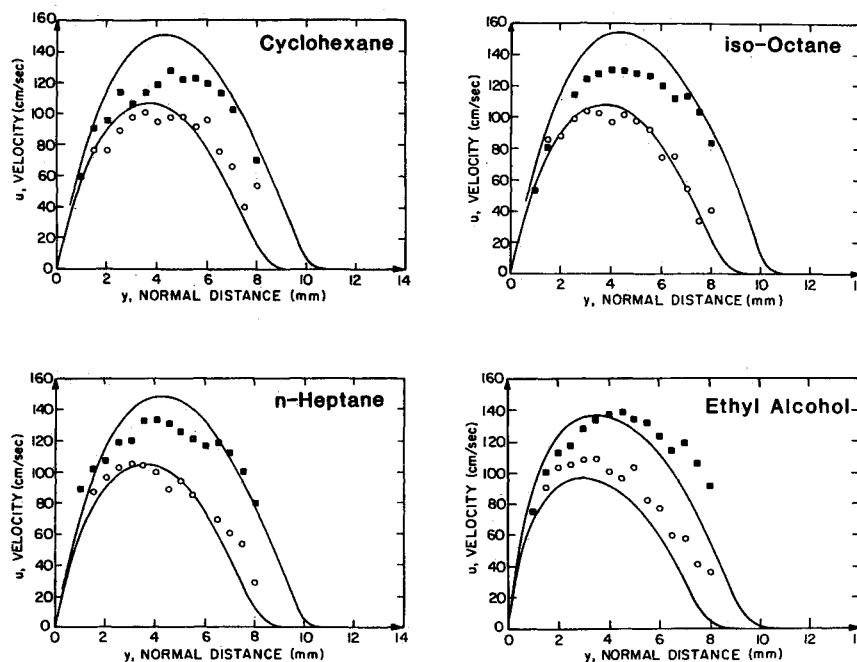 Cyclohexane
160
140
120
100
80
60
40
20
0
u, VELOCITY (cm/sec)
0 2 4 6 8 10 12 14
y, NORMAL DISTANCE (mm)
iso-Octane
160
140
120
100
80
60
40
20
0
u, VELOCITY (cm/sec)
0 2 4 6 8 10 12
y, NORMAL DISTANCE (mm)
n-Heptane
160
140
120
100
80
60
40
20
0
u, VELOCITY (cm/sec)
0 2 4 6 8 10 12 14
y, NORMAL DISTANCE (mm)
Ethyl Alcohol
160
140
120
100
80
60
40
20
0
u, VELOCITY (cm/sec)
0 2 4 6 8 10 12
y, NORMAL DISTANCE (mm)